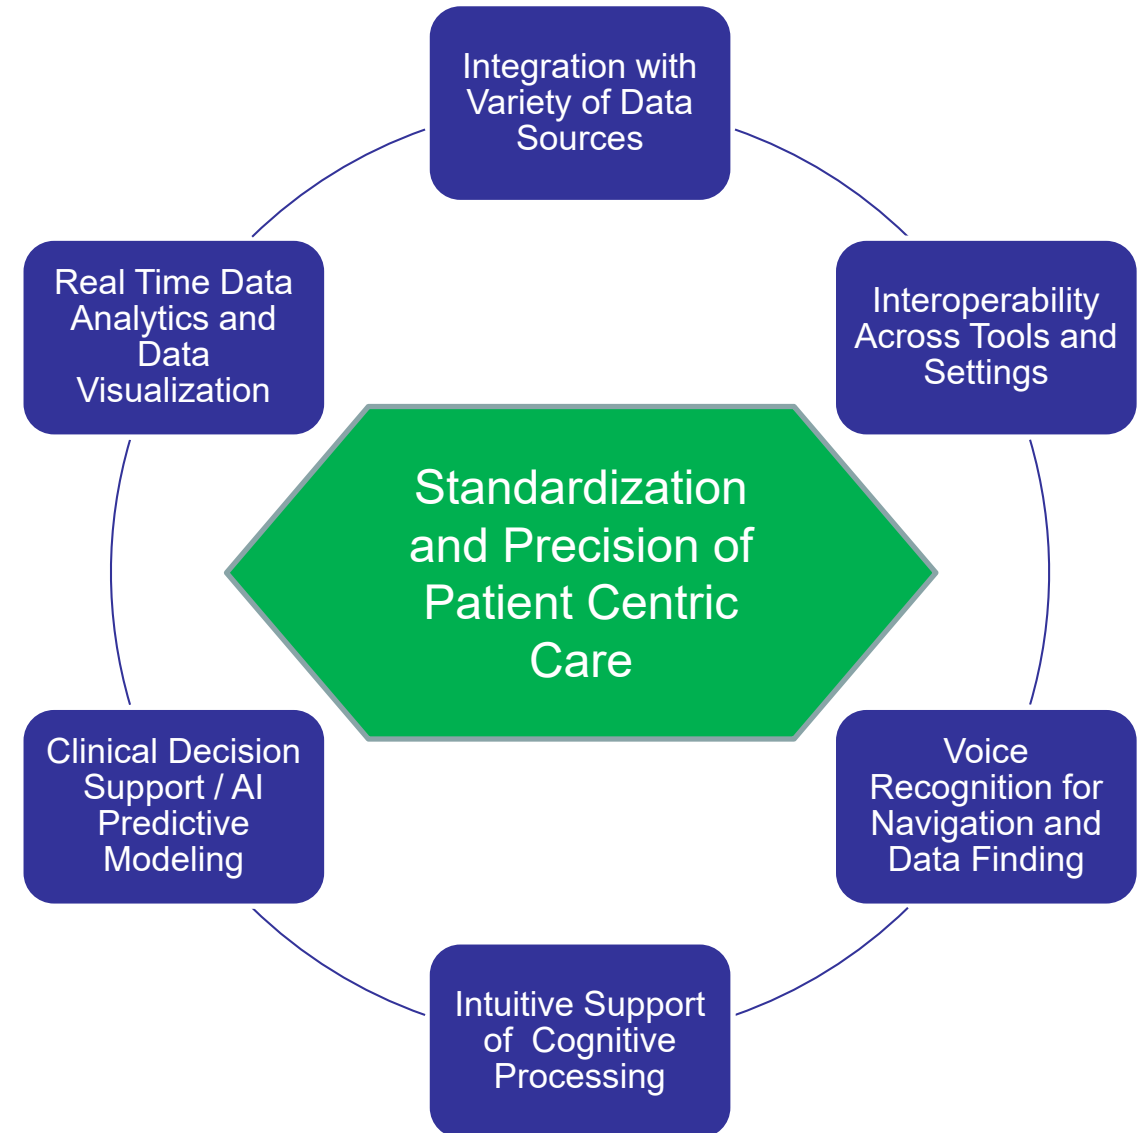 Integration with
Variety of Data
Sources
Real Time Data
Analytics and
Data
Visualization
Interoperability
Across Tools and
Settings
Standardization
and Precision of
Patient Centric
Care
Clinical Decision
Support / AI
Predictive
Modeling
Voice
Recognition for
Navigation and
Data Finding
Intuitive Support
of  Cognitive
Processing